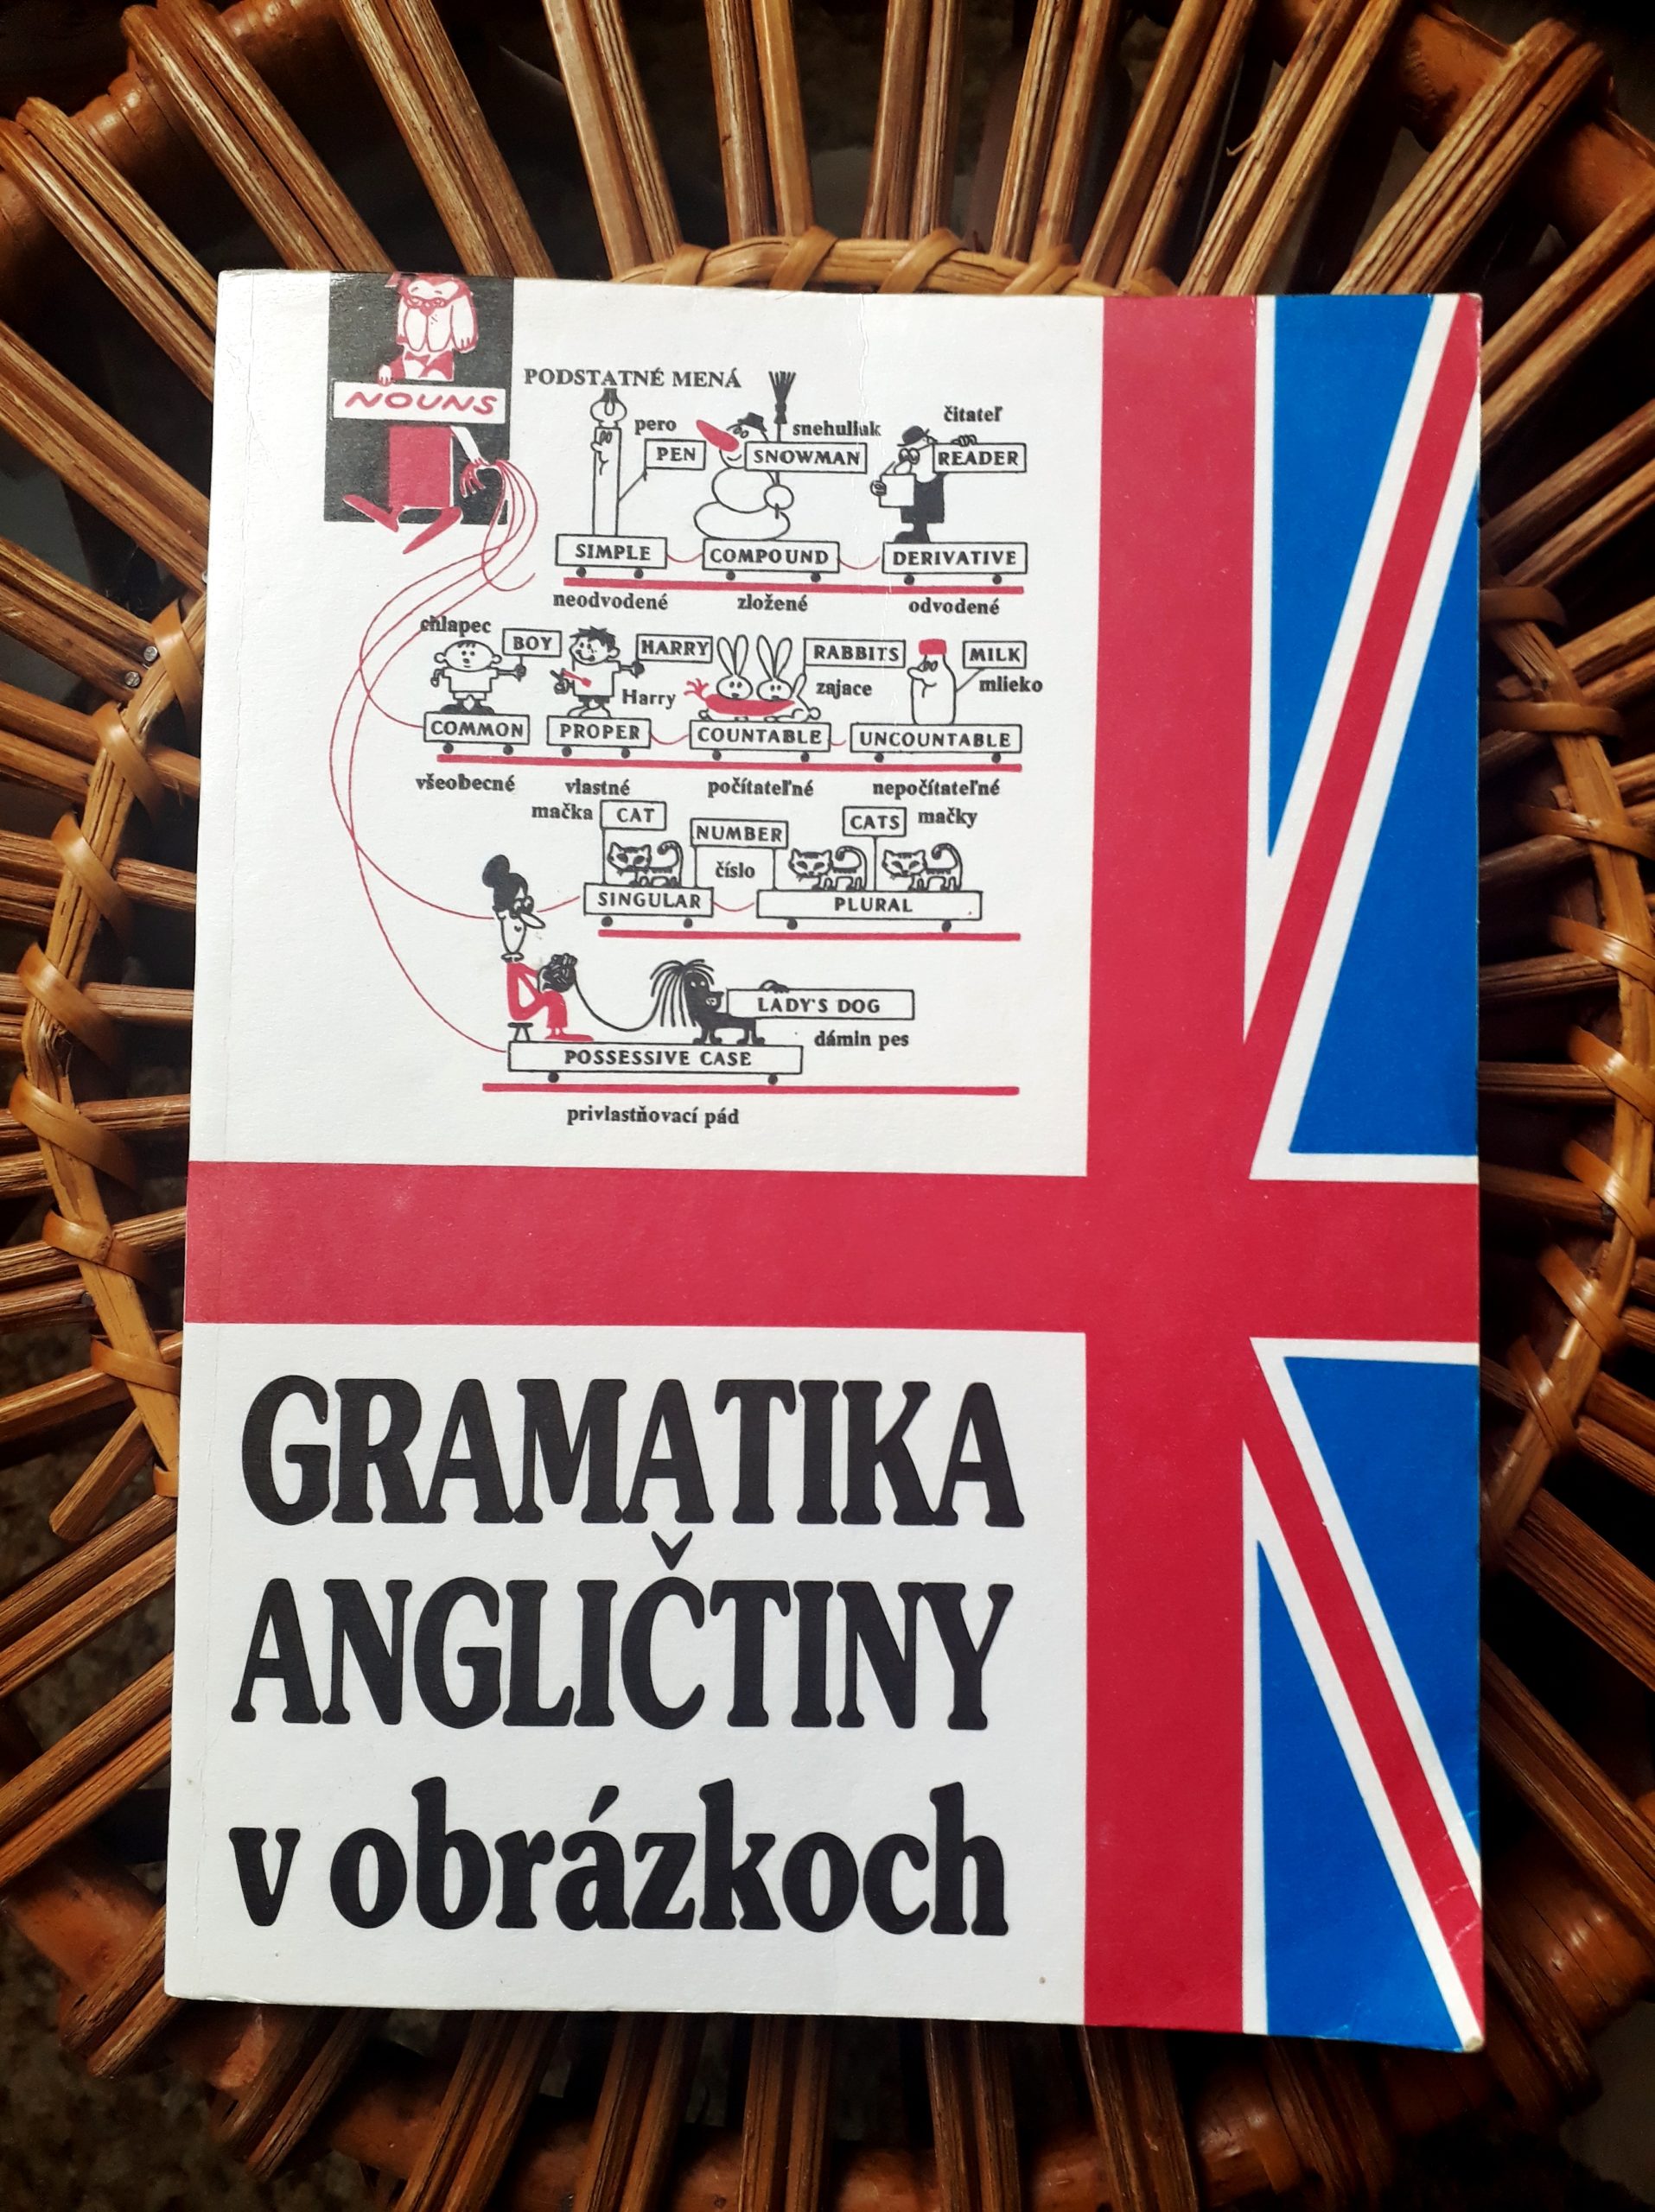 NOUNS
PODSTATNÉ MENÁ
pero
snehuliak
čitateľ
PEN
SNOWMAN
READER
SIMPLE
COMPOUND
DERIVATIVE
neodvodené
zložené
odvodené
chlapec
BOY
HARRY
RABBITS
MILK
Harry
zajace
mlieko
COMMON
PROPER
COUNTABLE
UNCOUNTABLE
všeobecné
vlastné
počítateľné
nepočítateľné
mačka
CAT
NUMBER
CATS
mačky
číslo
SINGULAR
PLURAL
LADY'S DOG
dámin pes
POSSESSIVE CASE
privlastňovací pád
GRAMATIKA
ANGLIČTINY
v obrázkoch